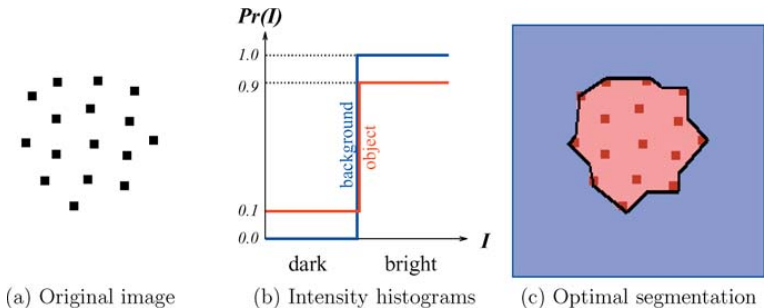 Pr(I)
1.0
0.9
background
object
0.1
0.0
I
dark bright
(a) Original image (b) Intensity histograms (c) Optimal segmentation